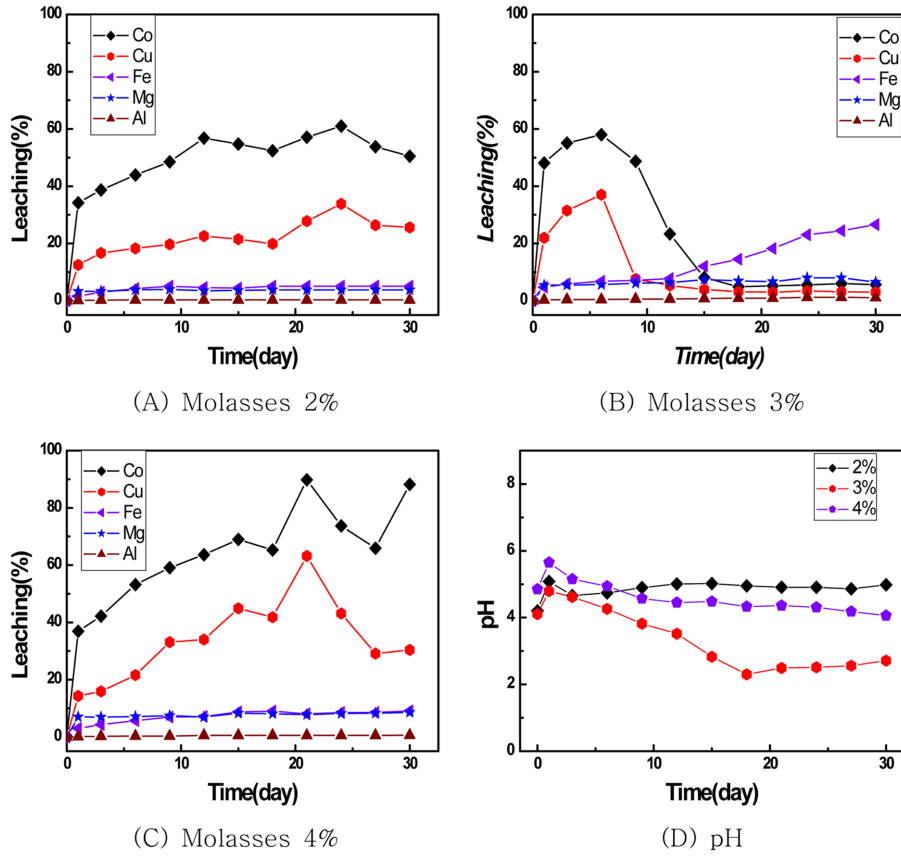 100
80
60
40
20
0
Leaching(%)
Co
Cu
Fe
Mg
Al
0 10 20 30
Time(day)
(A) Molasses 2%
100
80
60
40
20
0
Leaching(%)
Co
Cu
Fe
Mg
Al
0 10 20 30
Time(day)
(B) Molasses 3%
100
80
60
40
20
0
Leaching(%)
Co
Cu
Fe
Mg
Al
0 10 20 30
Time(day)
(C) Molasses 4%
8
6
4
2
0
pH
2%
3%
4%
0 10 20 30
Time(day)
(D) pH